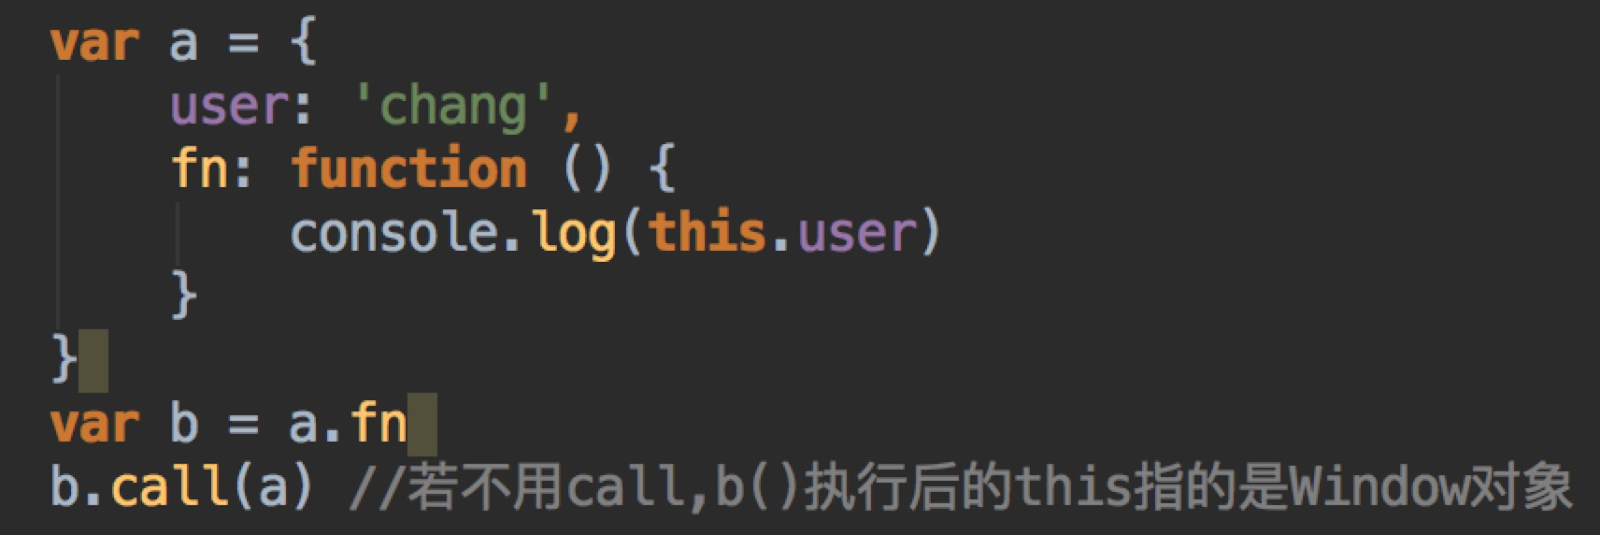 var a = {
    user: 'chang',
    fn: function () {
        console.log(this.user)
    }
}
var b = a.fn
b.call(a) //若不用call,b()执行后的this指的是Window对象